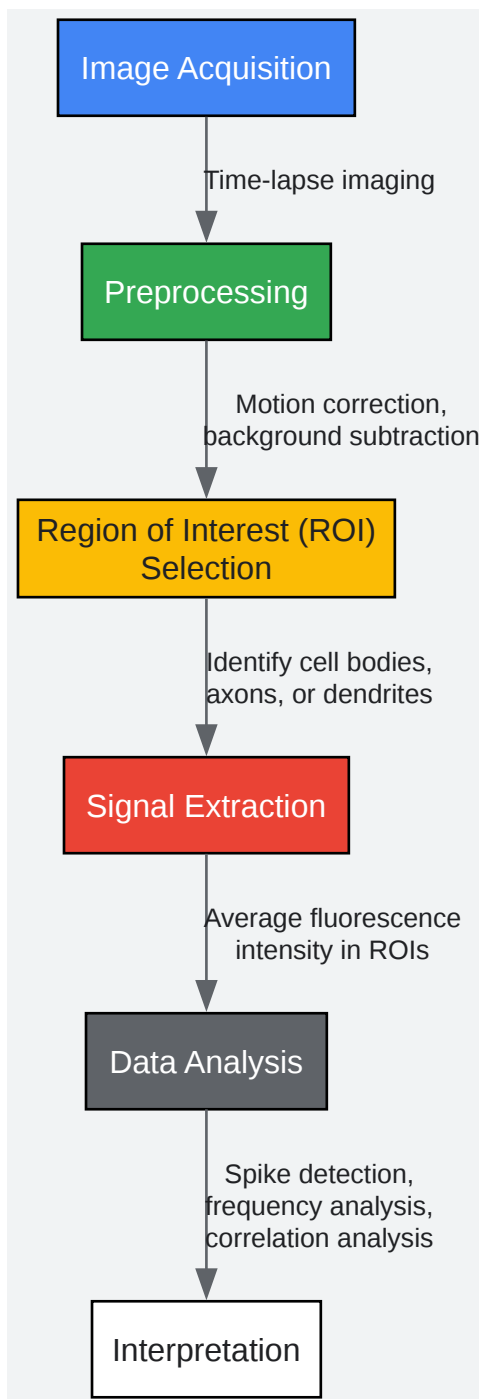 Image Acquisition
Time-lapse imaging
Preprocessing
Motion correction,
background subtraction
Region of Interest (ROI)
Selection
Identify cell bodies,
axons, or dendrites
Signal Extraction
Average fluorescence
intensity in ROIs
Data Analysis
Spike detection,
frequency analysis,
correlation analysis
Interpretation